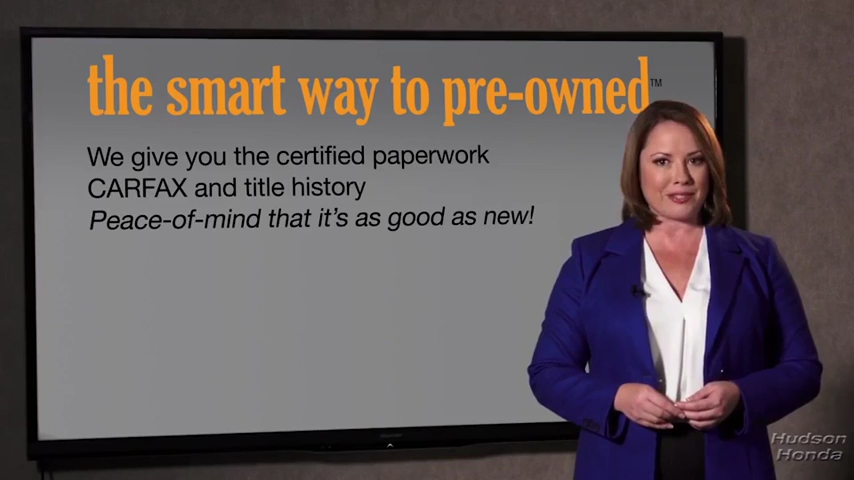 the smart way to pre-owned™
We give you the certified paperwork
CARFAX and title history
Peace-of-mind that it's as good as new!
Hudson
Honda